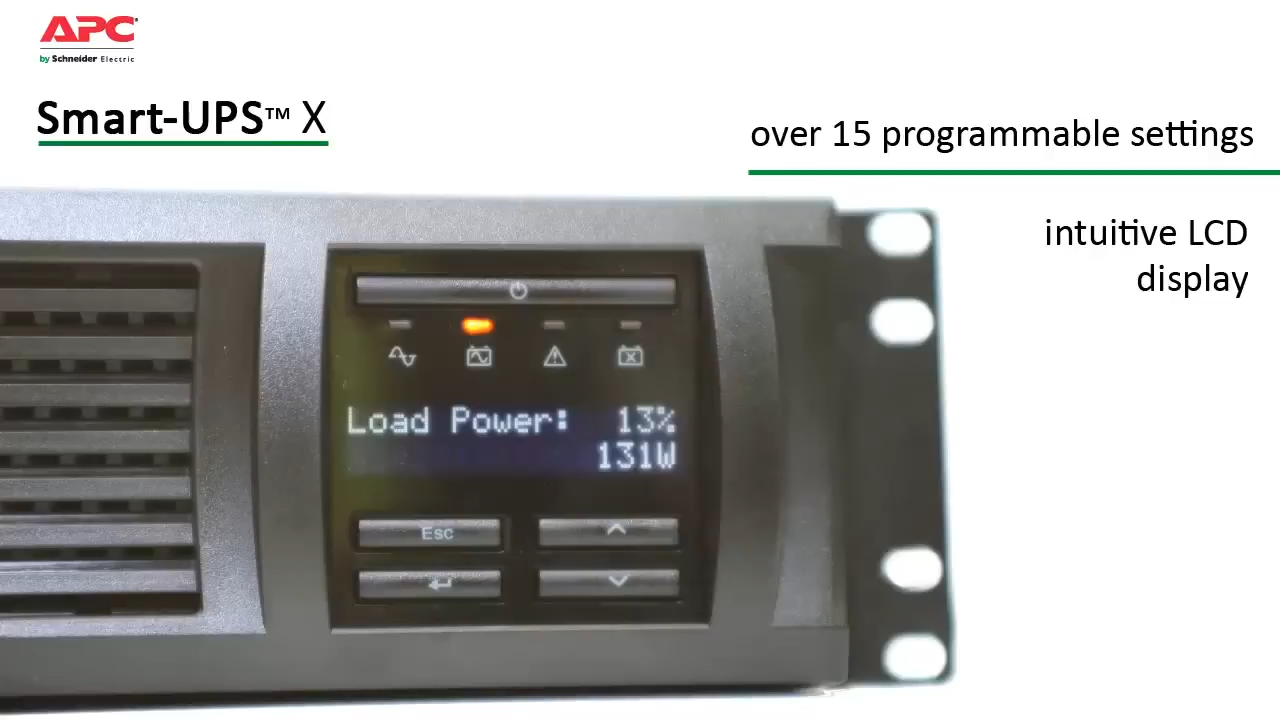 APC
by Schneider Electric
Smart-UPS™ X
over 15 programmable settings
intuitive LCD
display
Load Power: 13%
131W
Esc